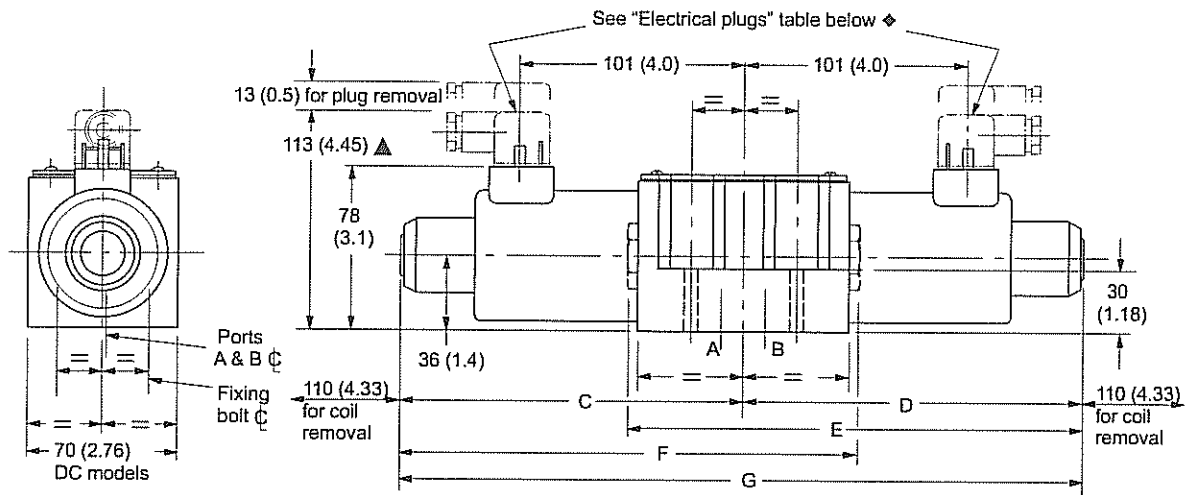 See "Electrical plugs" table below ❖
101 (4.0)
101 (4.0)
13 (0.5) for plug removal
= =
113 (4.45) ▲
78
(3.1)
30
(1.18)
Ports
A & B ℄
36 (1.4)
A
B
= =
= =
Fixing
bolt ℄
110 (4.33)
for coil
removal
C
D
110 (4.33)
for coil
removal
= =
E
70 (2.76)
DC models
F
G